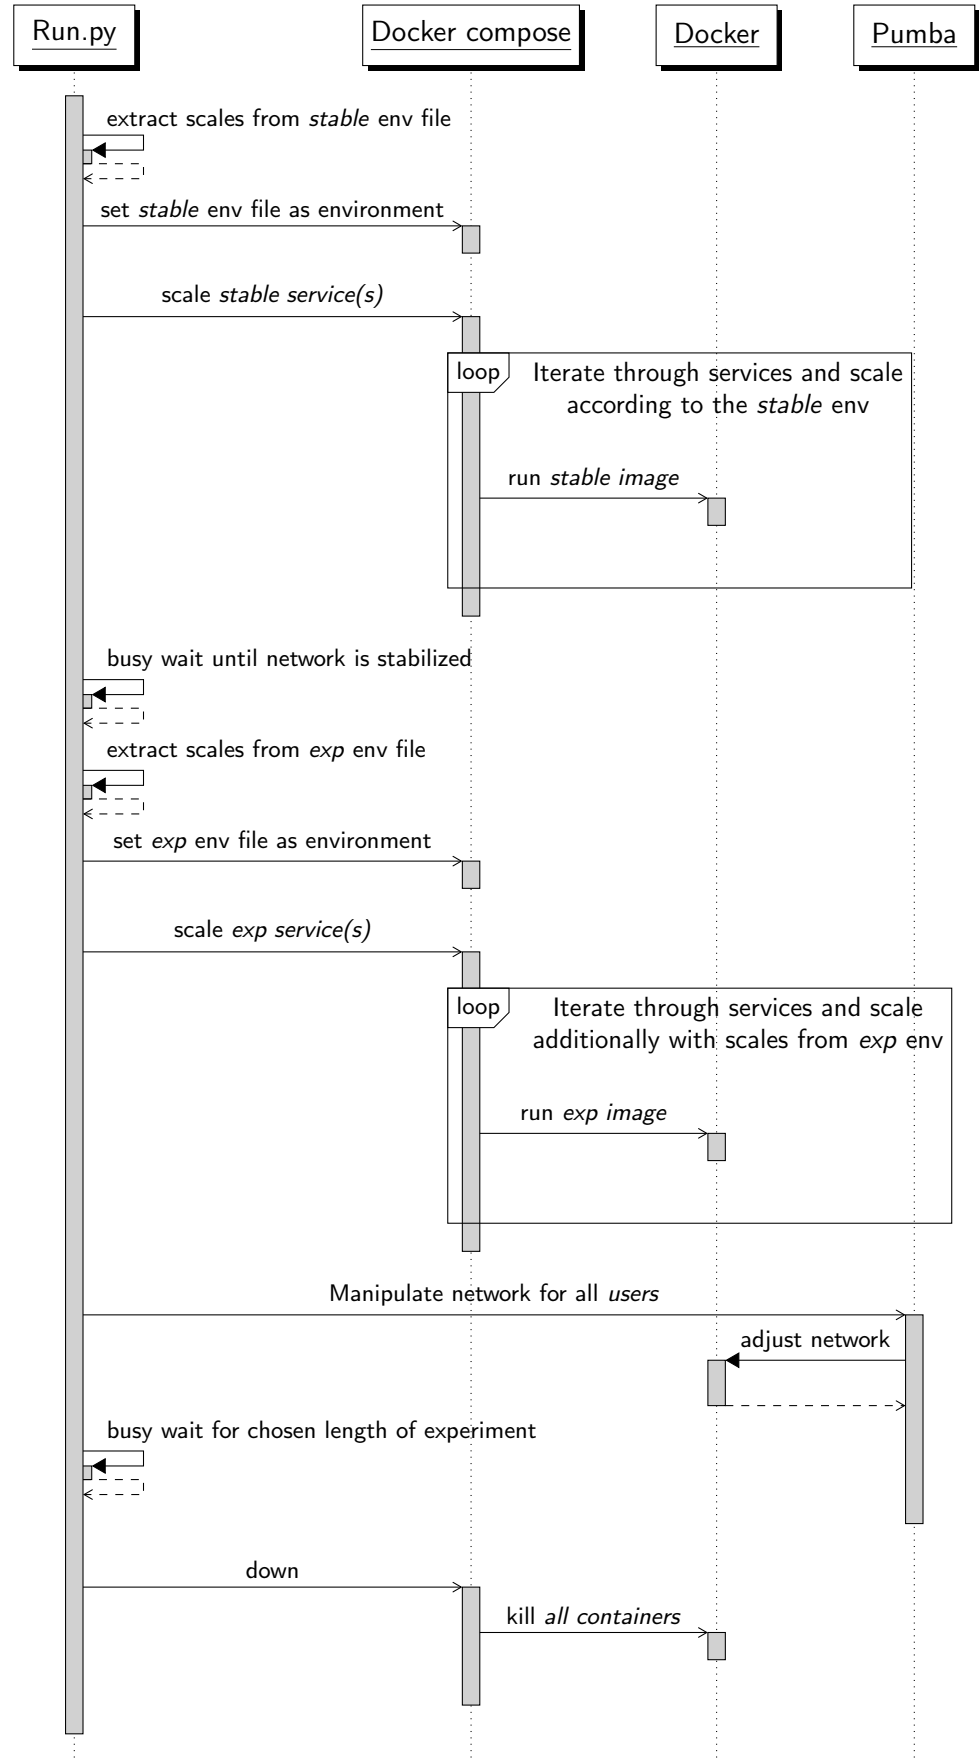 Run.py
Docker compose
Docker
Pumba
extract scales from stable env file
set stable env file as environment
scale stable service(s)
loop
Iterate through services and scale
according to the stable env
run stable image
busy wait until network is stabilized
extract scales from exp env file
set exp env file as environment
scale exp service(s)
loop
Iterate through services and scale
additionally with scales from exp env
run exp image
Manipulate network for all users
adjust network
busy wait for chosen length of experiment
down
kill all containers